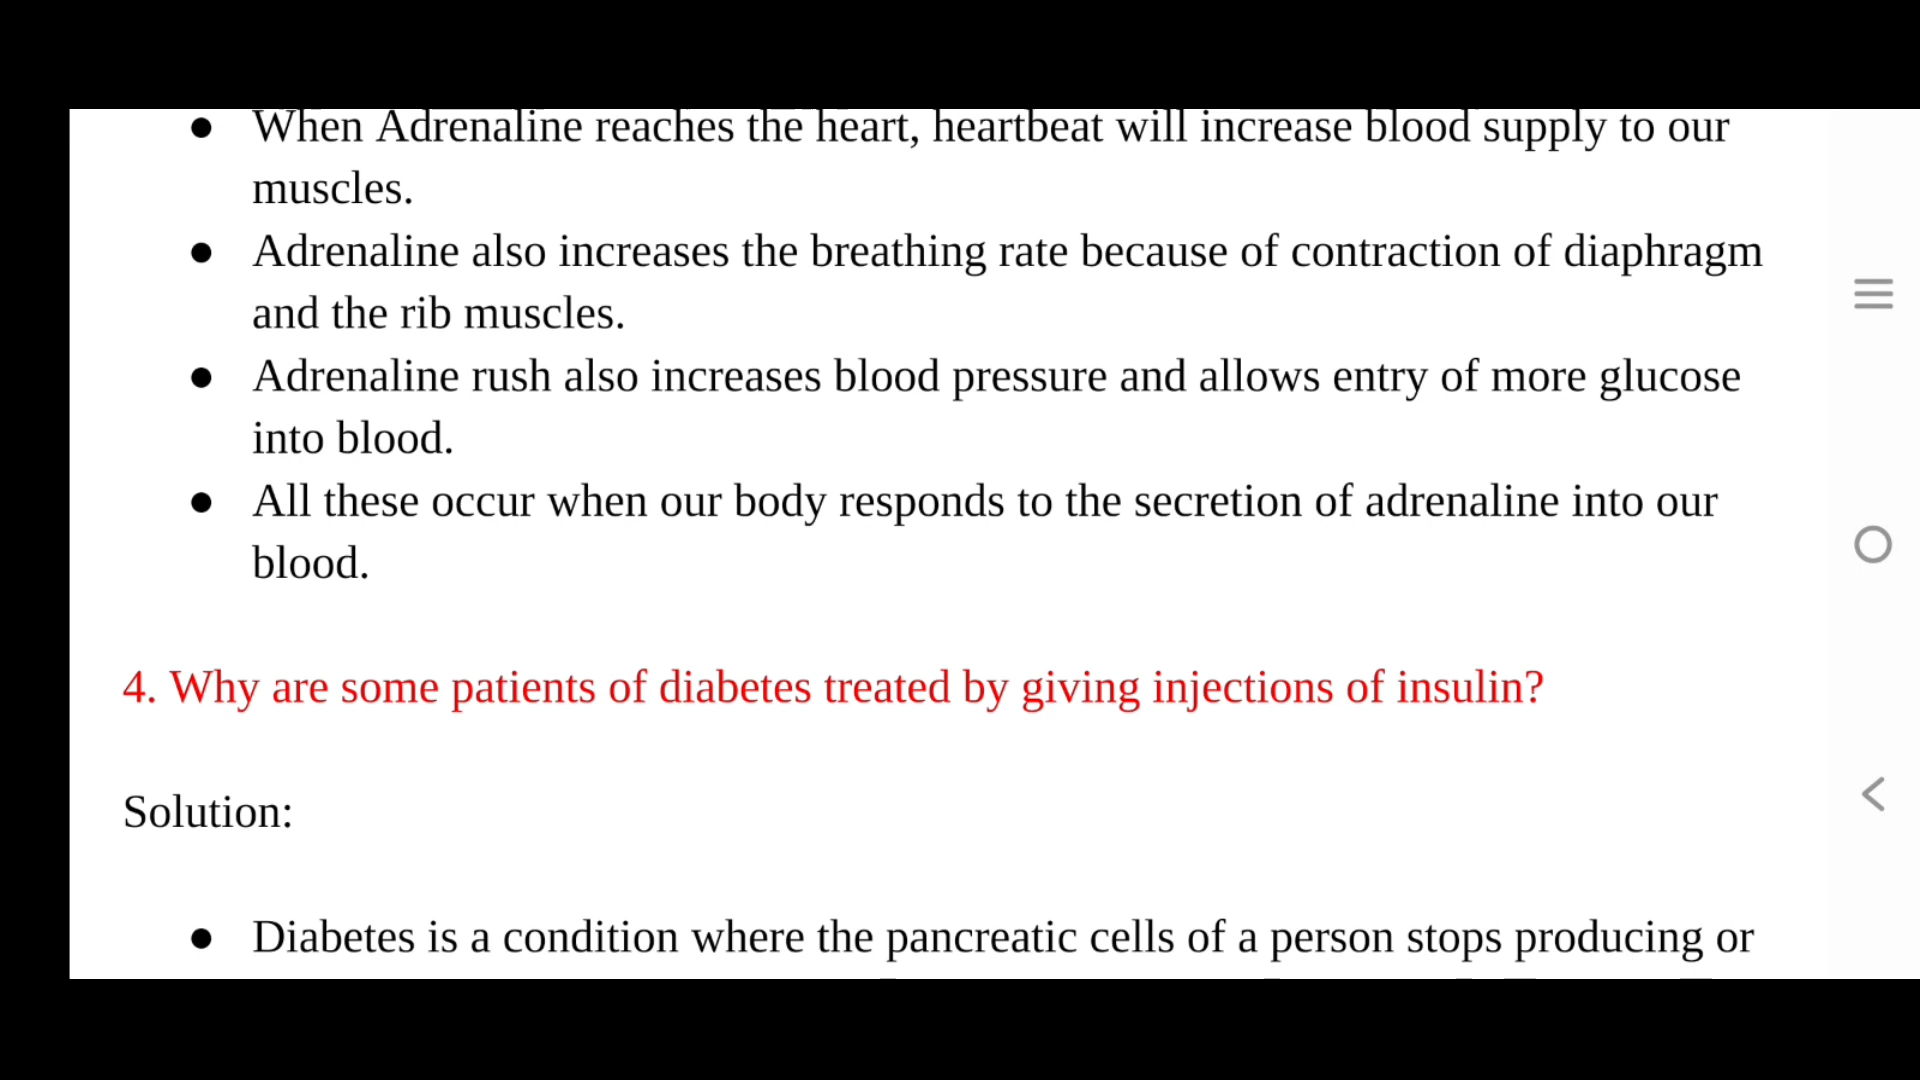 ● When Adrenaline reaches the heart, heartbeat will increase blood supply to our
muscles.
● Adrenaline also increases the breathing rate because of contraction of diaphragm
and the rib muscles.
● Adrenaline rush also increases blood pressure and allows entry of more glucose
into blood.
● All these occur when our body responds to the secretion of adrenaline into our
blood.
4. Why are some patients of diabetes treated by giving injections of insulin?
Solution:
● Diabetes is a condition where the pancreatic cells of a person stops producing or